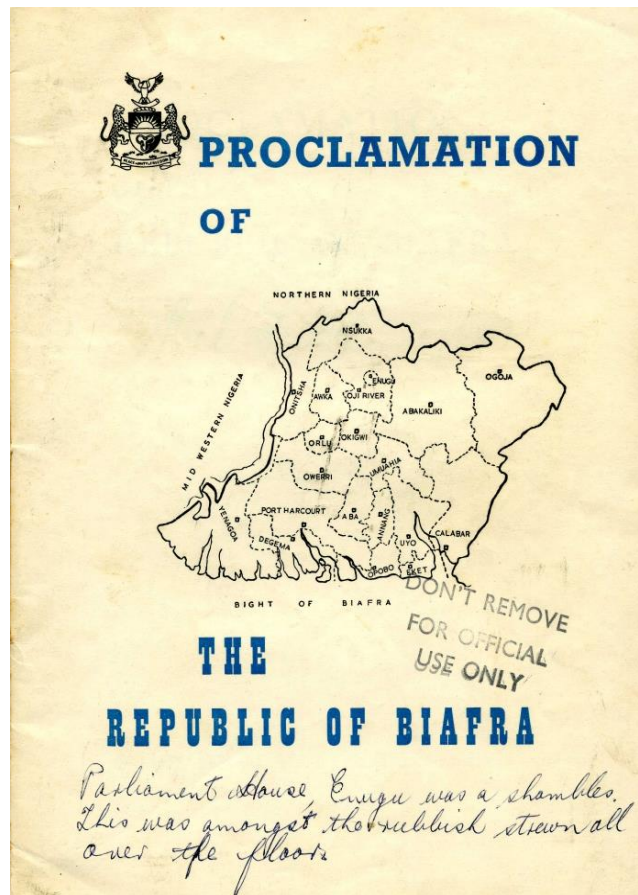 PROCLAMATION
OF
NORTHERN NIGERIA
NSUKKA
ENUGU
OGOJA
ONITSHA
AWKA
OJI RIVER
ABAKALIKI
MID WESTERN NIGERIA
ORLU
OKIGWI
UMUAHIA
OWERRI
YENAGOA
PORT HARCOURT
ABA
ANNANG
DEGEMA
UYO
CALABAR
OPOBO
EKET
BIGHT OF BIAFRA
DON'T REMOVE
FOR OFFICIAL
USE ONLY
THE
REPUBLIC OF BIAFRA
Parliament House, Enugu was a shambles.
This was amongst the rubbish strewn all
over the floors